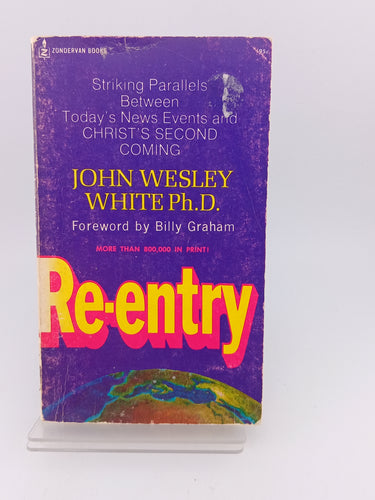 ZONDERVAN BOOKS
Striking Parallels
Between
Today's News Events and
CHRIST'S SECOND
COMING
JOHN WESLEY
WHITE Ph.D.
Foreword by Billy Graham
MORE THAN 800,000 IN PRINT!
Re-entry